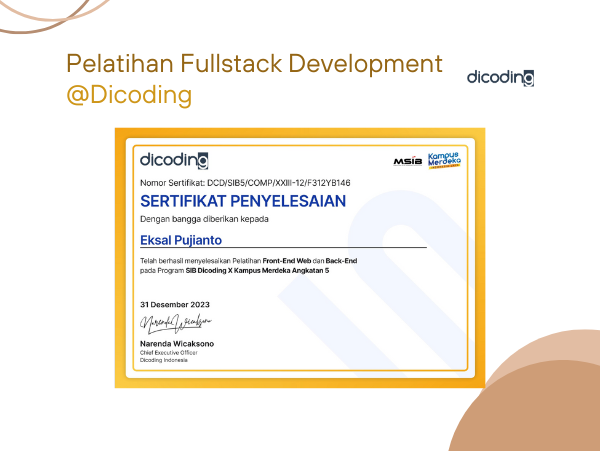 Pelatihan Fullstack Development
@Dicoding
dicoding
dicoding
MSIB
Kampus
Merdeka
Nomor Sertifikat: DCD/SIB5/COMP/XXIII-12/F312YB146
SERTIFIKAT PENYELESAIAN
Dengan bangga diberikan kepada
Eksal Pujianto
Telah berhasil menyelesaikan Pelatihan Front-End Web dan Back-End
pada Program SIB Dicoding X Kampus Merdeka Angkatan 5
31 Desember 2023
Narenda Wicaksono
Narenda Wicaksono
Chief Executive Officer
Dicoding Indonesia